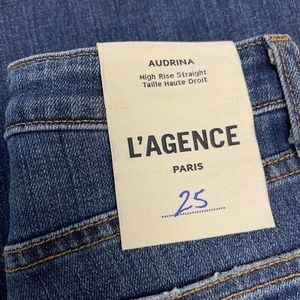 AUDRINA
High Rise Straight
Taille Haute Droit
L'AGENCE
PARIS
25